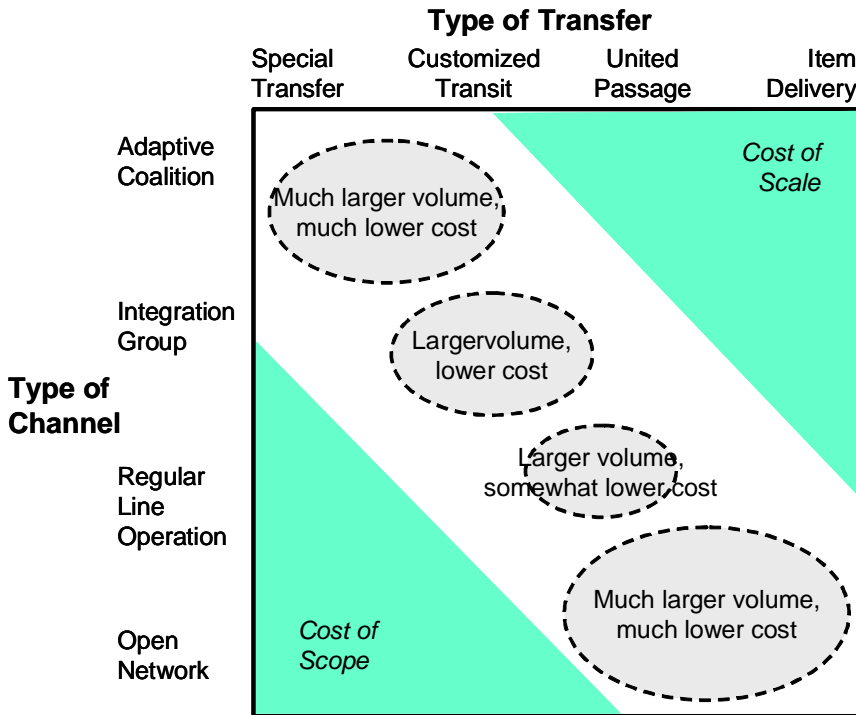 Type of Transfer
Special
Transfer
Customized
Transit
United
Passage
Item
Delivery
Adaptive
Coalition
Cost of
Scale
Much larger volume,
much lower cost
Integration
Group
Largervolume,
lower cost
Type of
Channel
Regular
Line
Operation
Larger volume,
somewhat lower cost
Much larger volume,
much lower cost
Open
Network
Cost of
Scope